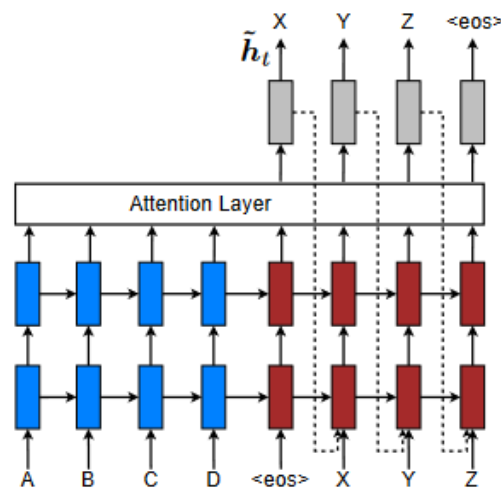 X Y Z <eos>
h̃ₜ
Attention Layer
A B C D <eos> X Y Z